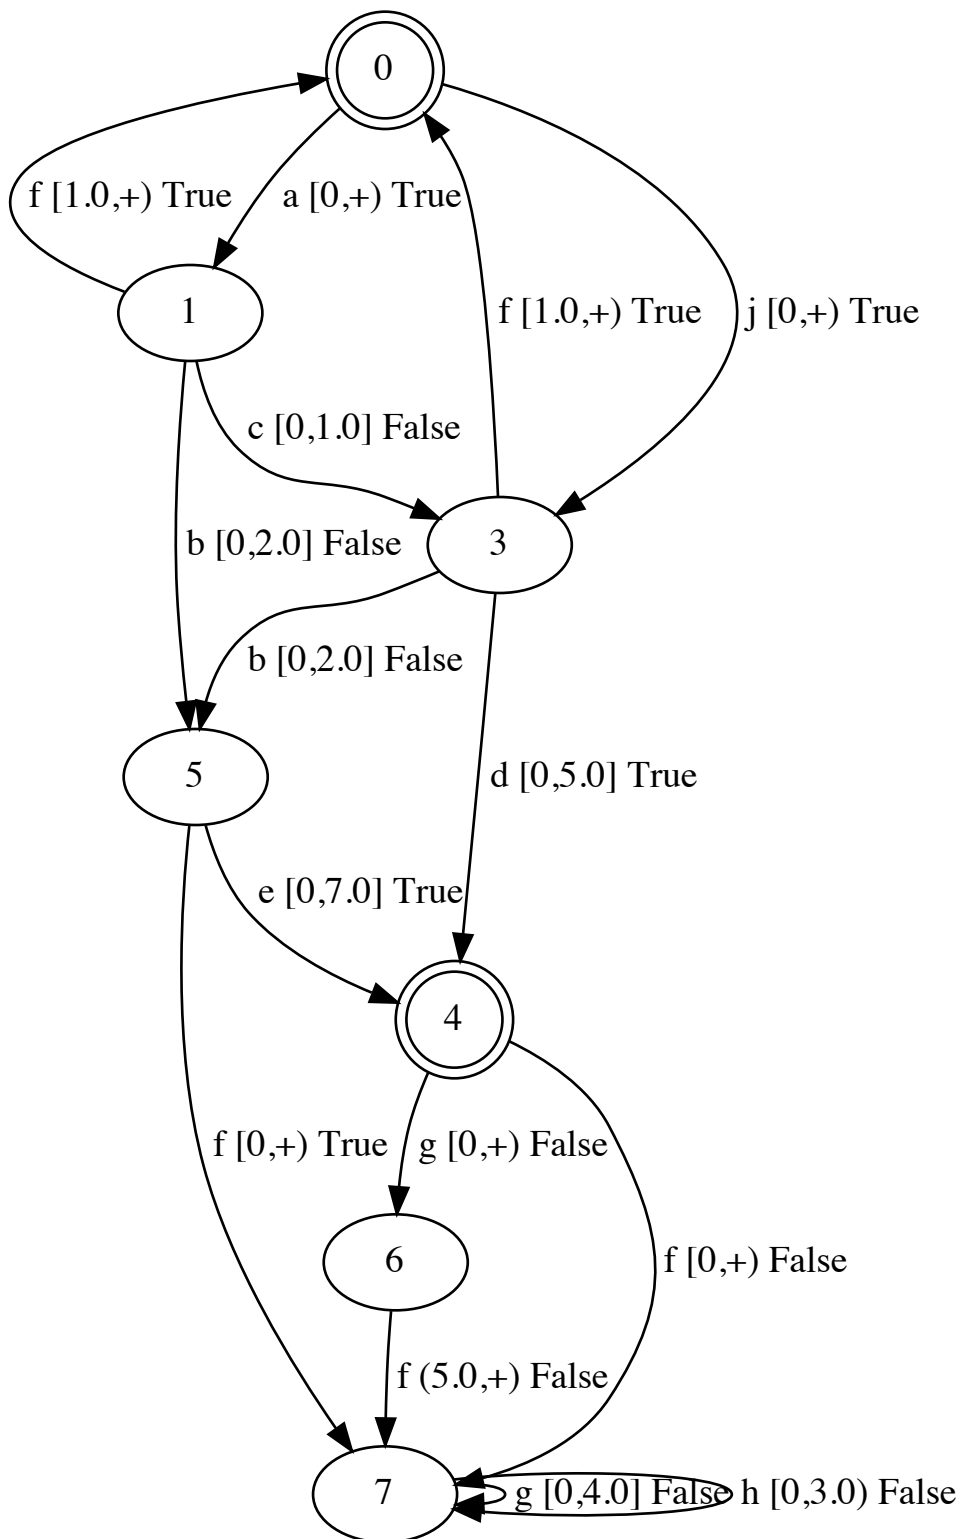 0
f [1.0,+) True
a [0,+) True
1
f [1.0,+) True
j [0,+) True
c [0,1.0] False
b [0,2.0] False
3
b [0,2.0] False
5
d [0,5.0] True
e [0,7.0] True
4
f [0,+) True
g [0,+) False
6
f [0,+) False
f (5.0,+) False
7
g [0,4.0] False
h [0,3.0) False